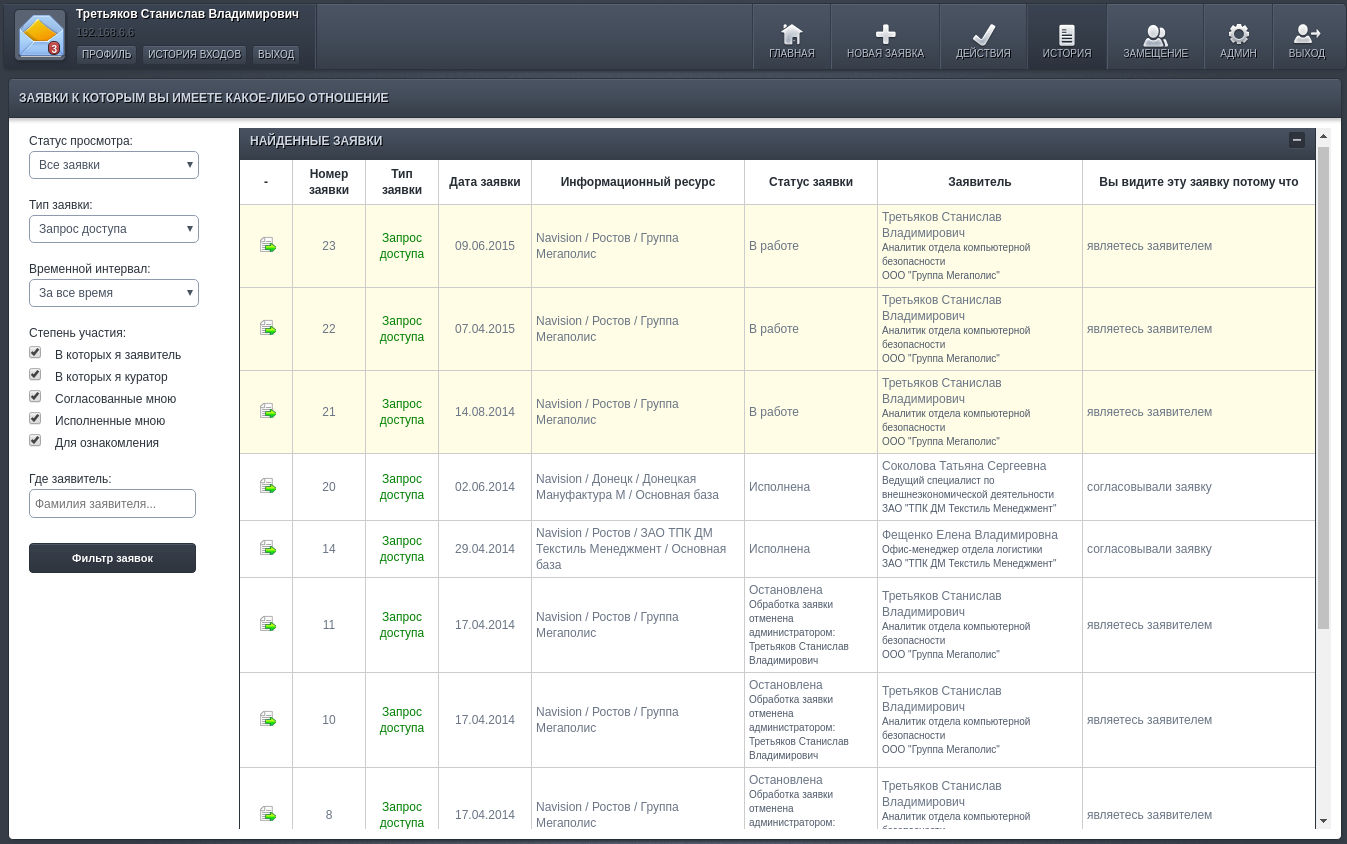 Третьяков Станислав Владимирович
192.168.6.6
ПРОФИЛЬ ИСТОРИЯ ВХОДОВ ВЫХОД
3
ГЛАВНАЯ НОВАЯ ЗАЯВКА ДЕЙСТВИЯ ИСТОРИЯ ЗАМЕЩЕНИЕ АДМИН ВЫХОД
ЗАЯВКИ К КОТОРЫМ ВЫ ИМЕЕТЕ КАКОЕ-ЛИБО ОТНОШЕНИЕ
Статус просмотра:
Все заявки
Тип заявки:
Запрос доступа
Временной интервал:
За все время
Степень участия:
В которых я заявитель
В которых я куратор
Согласованные мною
Исполненные мною
Для ознакомления
Где заявитель:
Фамилия заявителя...
Фильтр заявок
НАЙДЕННЫЕ ЗАЯВКИ
-
Номер
заявки
Тип
заявки
Дата заявки
Информационный ресурс
Статус заявки
Заявитель
Вы видите эту заявку потому что
23
Запрос
доступа
09.06.2015
Navision / Ростов / Группа
Мегаполис
В работе
Третьяков Станислав
Владимирович
Аналитик отдела компьютерной
безопасности
ООО "Группа Мегаполис"
являетесь заявителем
22
Запрос
доступа
07.04.2015
Navision / Ростов / Группа
Мегаполис
В работе
Третьяков Станислав
Владимирович
Аналитик отдела компьютерной
безопасности
ООО "Группа Мегаполис"
являетесь заявителем
21
Запрос
доступа
14.08.2014
Navision / Ростов / Группа
Мегаполис
В работе
Третьяков Станислав
Владимирович
Аналитик отдела компьютерной
безопасности
ООО "Группа Мегаполис"
являетесь заявителем
20
Запрос
доступа
02.06.2014
Navision / Донецк / Донецкая
Мануфактура М / Основная база
Исполнена
Соколова Татьяна Сергеевна
Ведущий специалист по
внешнеэкономической деятельности
ЗАО "ТПК ДМ Текстиль Менеджмент"
согласовывали заявку
14
Запрос
доступа
29.04.2014
Navision / Ростов / ЗАО ТПК ДМ
Текстиль Менеджмент / Основная
база
Исполнена
Фещенко Елена Владимировна
Офис-менеджер отдела логистики
ЗАО "ТПК ДМ Текстиль Менеджмент"
согласовывали заявку
11
Запрос
доступа
17.04.2014
Navision / Ростов / Группа
Мегаполис
Остановлена
Обработка заявки
отменена
администратором:
Третьяков Станислав
Владимирович
Третьяков Станислав
Владимирович
Аналитик отдела компьютерной
безопасности
ООО "Группа Мегаполис"
являетесь заявителем
10
Запрос
доступа
17.04.2014
Navision / Ростов / Группа
Мегаполис
Остановлена
Обработка заявки
отменена
администратором:
Третьяков Станислав
Владимирович
Третьяков Станислав
Владимирович
Аналитик отдела компьютерной
безопасности
ООО "Группа Мегаполис"
являетесь заявителем
8
Запрос
доступа
17.04.2014
Navision / Ростов / Группа
Мегаполис
Остановлена
Обработка заявки
отменена
администратором:
Третьяков Станислав
Владимирович
Аналитик отдела компьютерной
являетесь заявителем